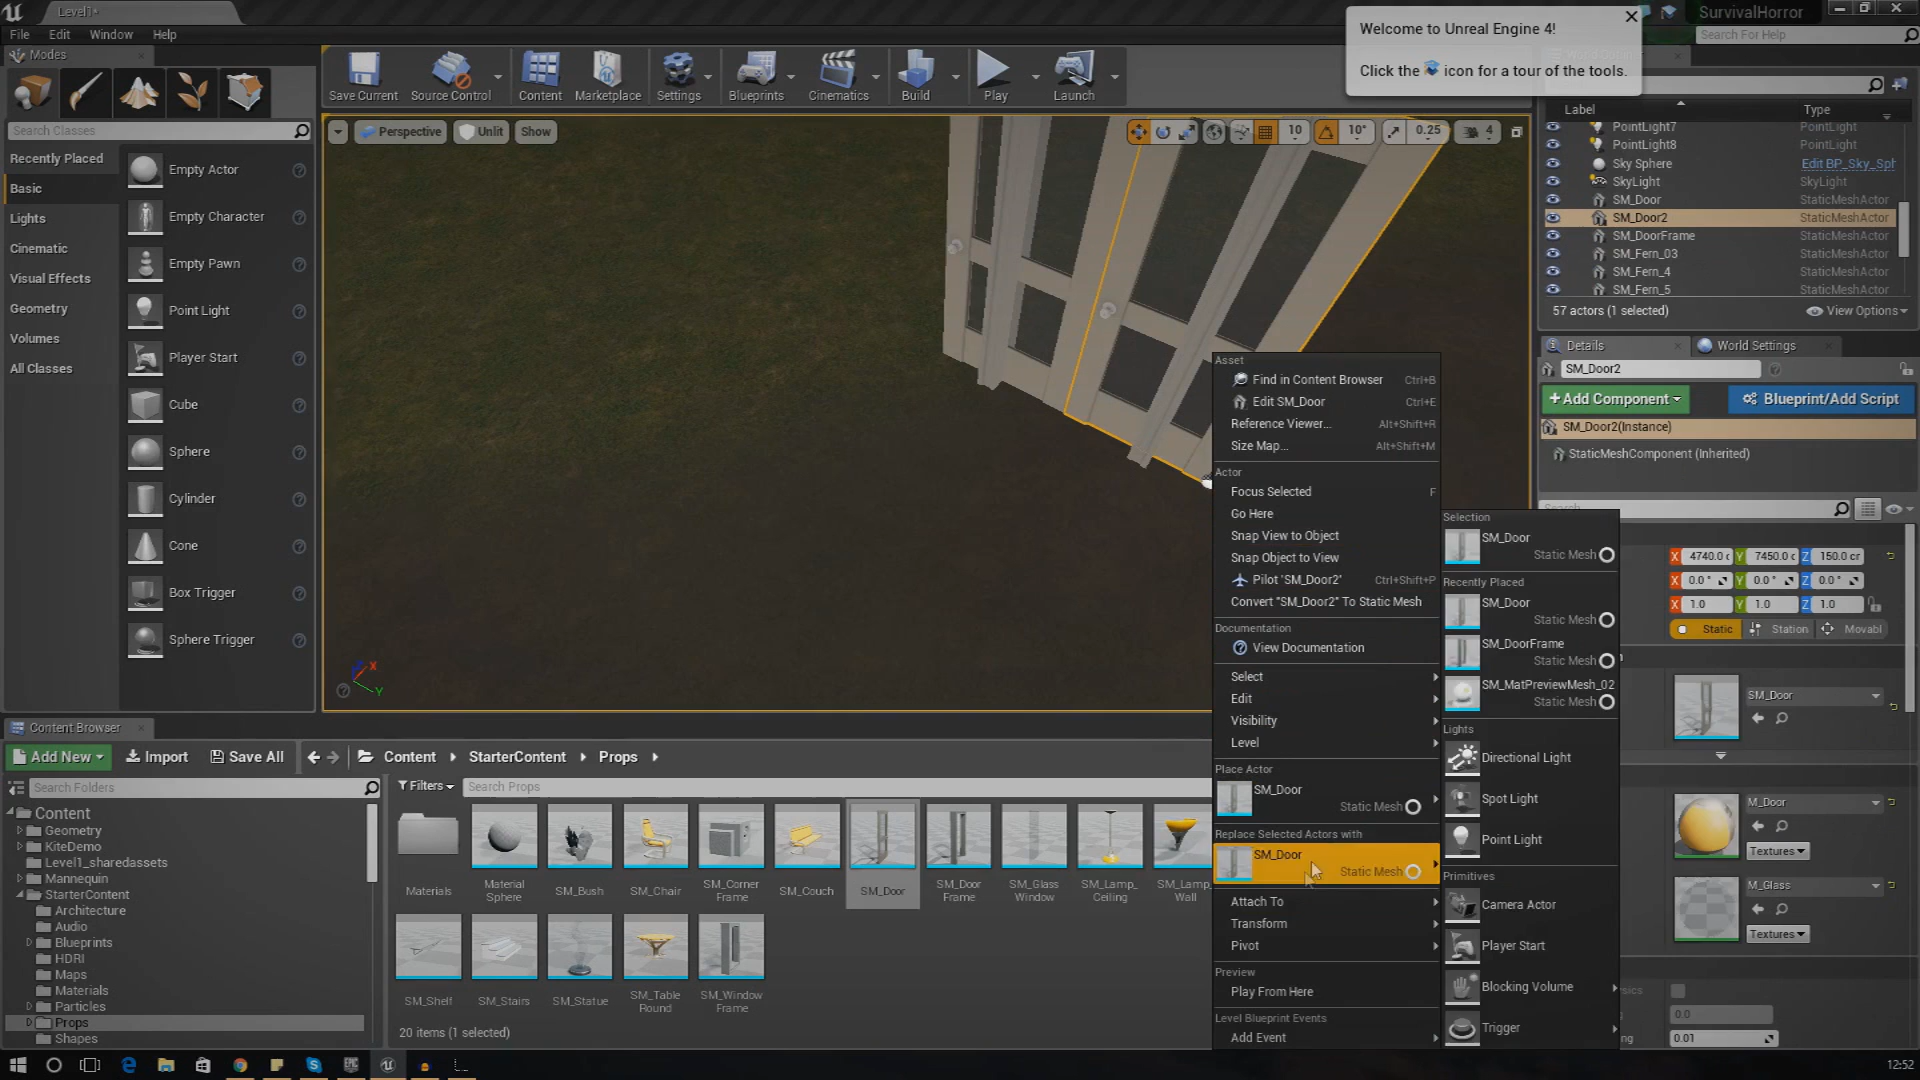 Level1*
SurvivalHorror
File Edit Window Help
Search For Help
Welcome to Unreal Engine 4!
Click the icon for a tour of the tools.
Modes
Save Current
Source Control
Content
Marketplace
Settings
Blueprints
Cinematics
Build
Play
Launch
Search Classes
Recently Placed
Basic
Lights
Cinematic
Visual Effects
Geometry
Volumes
All Classes
Empty Actor
Empty Character
Empty Pawn
Point Light
Player Start
Cube
Sphere
Cylinder
Cone
Box Trigger
Sphere Trigger
Perspective
Unlit
Show
10
10°
0.25
4
Label Type
PointLight7 PointLight
PointLight8 PointLight
Sky Sphere Edit BP_Sky_Sph
SkyLight SkyLight
SM_Door StaticMeshActor
SM_Door2 StaticMeshActor
SM_DoorFrame StaticMeshActor
SM_Fern_03 StaticMeshActor
SM_Fern_4 StaticMeshActor
SM_Fern_5 StaticMeshActor
57 actors (1 selected)
View Options
Details
World Settings
SM_Door2
+Add Component
Blueprint/Add Script
SM_Door2(Instance)
StaticMeshComponent (Inherited)
X 4740.0 c Y 7450.0 c Z 150.0 cr
X 0.0 ° Y 0.0 ° Z 0.0 °
X 1.0 Y 1.0 Z 1.0
Static Station Movabl
SM_Door
M_Door
Textures
M_Glass
Textures
0.0
0.01
Asset
Find in Content Browser Ctrl+B
Edit SM_Door Ctrl+E
Reference Viewer... Alt+Shift+R
Size Map... Alt+Shift+M
Actor
Focus Selected F
Go Here
Snap View to Object
Snap Object to View
Pilot "SM_Door2" Ctrl+Shift+P
Convert "SM_Door2" To Static Mesh
Documentation
View Documentation
Select
Edit
Visibility
Level
Place Actor
SM_Door
Static Mesh
Replace Selected Actors with
SM_Door
Static Mesh
Attach To
Transform
Pivot
Preview
Play From Here
Level Blueprint Events
Add Event
Selection
SM_Door
Static Mesh
Recently Placed
SM_Door
Static Mesh
SM_DoorFrame
Static Mesh
SM_MatPreviewMesh_02
Static Mesh
Lights
Directional Light
Spot Light
Point Light
Primitives
Camera Actor
Player Start
Blocking Volume
Trigger
X
Y
Content Browser
Add New
Import
Save All
Content
StarterContent
Props
Search Folders
Filters
Search Props
Content
Geometry
KiteDemo
Level1_sharedassets
Mannequin
StarterContent
Architecture
Audio
Blueprints
HDRI
Maps
Materials
Particles
Props
Shapes
Materials
Material Sphere
SM_Bush
SM_Chair
SM_Corner Frame
SM_Couch
SM_Door
SM_Door Frame
SM_Glass Window
SM_Lamp_ Ceiling
SM_Lamp_ Wall
SM_Shelf
SM_Stairs
SM_Statue
SM_Table Round
SM_Window Frame
20 items (1 selected)
12:52